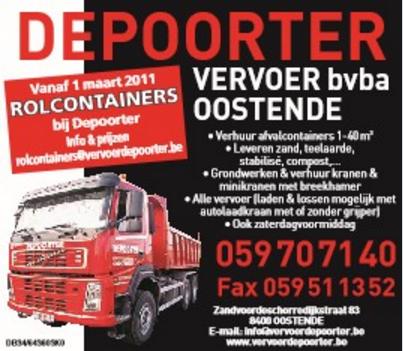 DEPOORTER
Vanaf 1 maart 2011
ROLCONTAINERS
bij Depoorter
Info & prijzen
rolcontainers@vervoerdepoorter.be
VERVOER bvba
OOSTENDE
• Verhuur afvalcontainers 1-40 m³
• Leveren zand, teelaarde,
stabilisé, compost,...
• Grondwerken & verhuur kranen &
minikranen met breekhamer
• Alle vervoer (laden & lossen mogelijk met
autolaadkraan met of zonder grijper)
• Ook zaterdagvoormiddag
059 70 71 40
Fax 059 51 13 52
Zandvoordeschorredijkstraat 83
8400 OOSTENDE
E-mail: info@vervoerdepoorter.be
www.vervoerdepoorter.be
DEPOORTER
DB34/643603K0